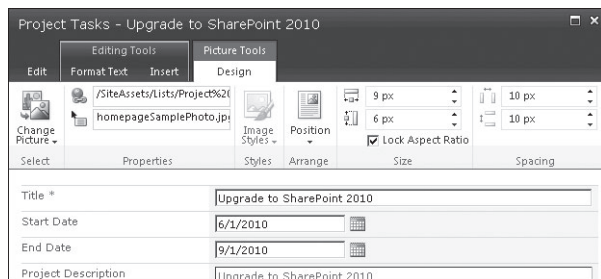 Project Tasks - Upgrade to SharePoint 2010
Editing Tools Picture Tools
Edit Format Text Insert Design
/SiteAssets/Lists/Project%20 9 px 10 px
homepageSamplePhoto.jpg 6 px 10 px
Change Picture Image Styles Position Lock Aspect Ratio
Select Properties Styles Arrange Size Spacing
Title * Upgrade to SharePoint 2010
Start Date 6/1/2010
End Date 9/1/2010
Project Description Upgrade to SharePoint 2010